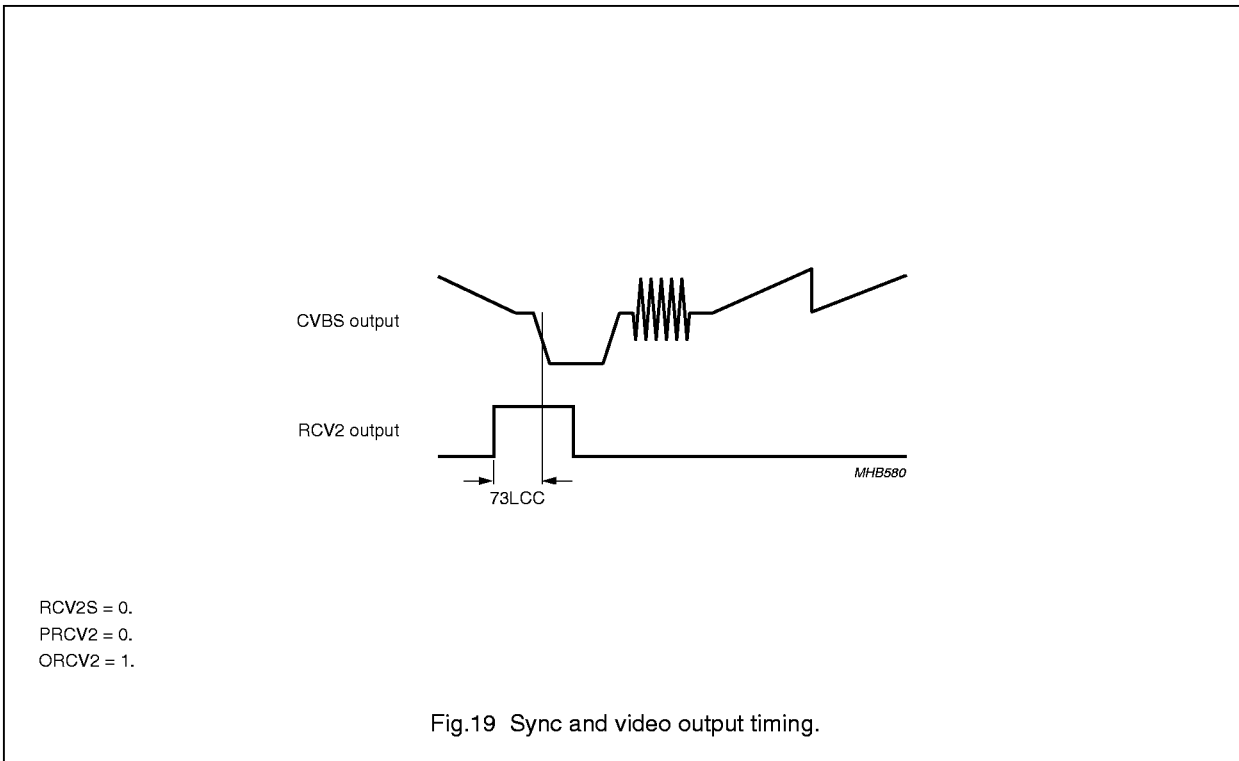 CVBS output
RCV2 output
MHB580
73LCC
RCV2S = 0.
PRCV2 = 0.
ORCV2 = 1.
Fig.19 Sync and video output timing.